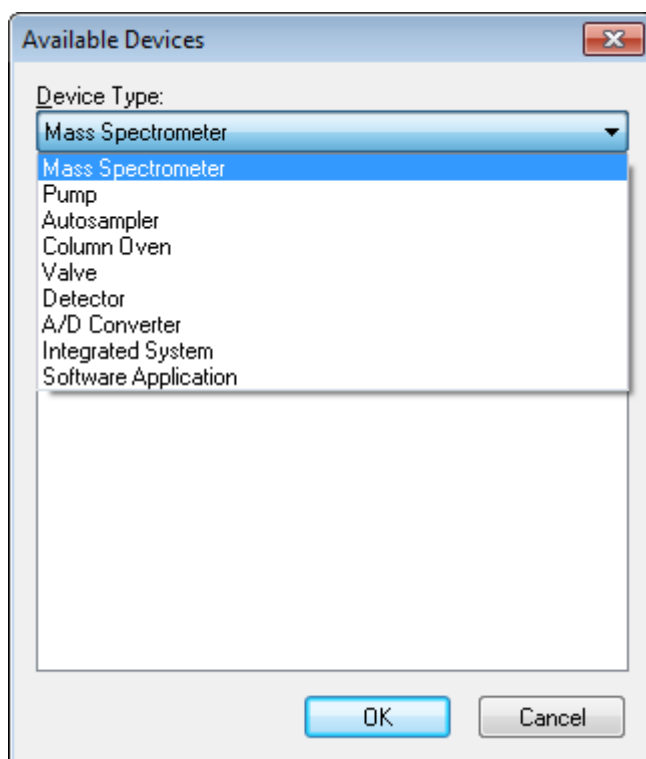 Available Devices
Device Type:
Mass Spectrometer
Mass Spectrometer
Pump
Autosampler
Column Oven
Valve
Detector
A/D Converter
Integrated System
Software Application
OK
Cancel